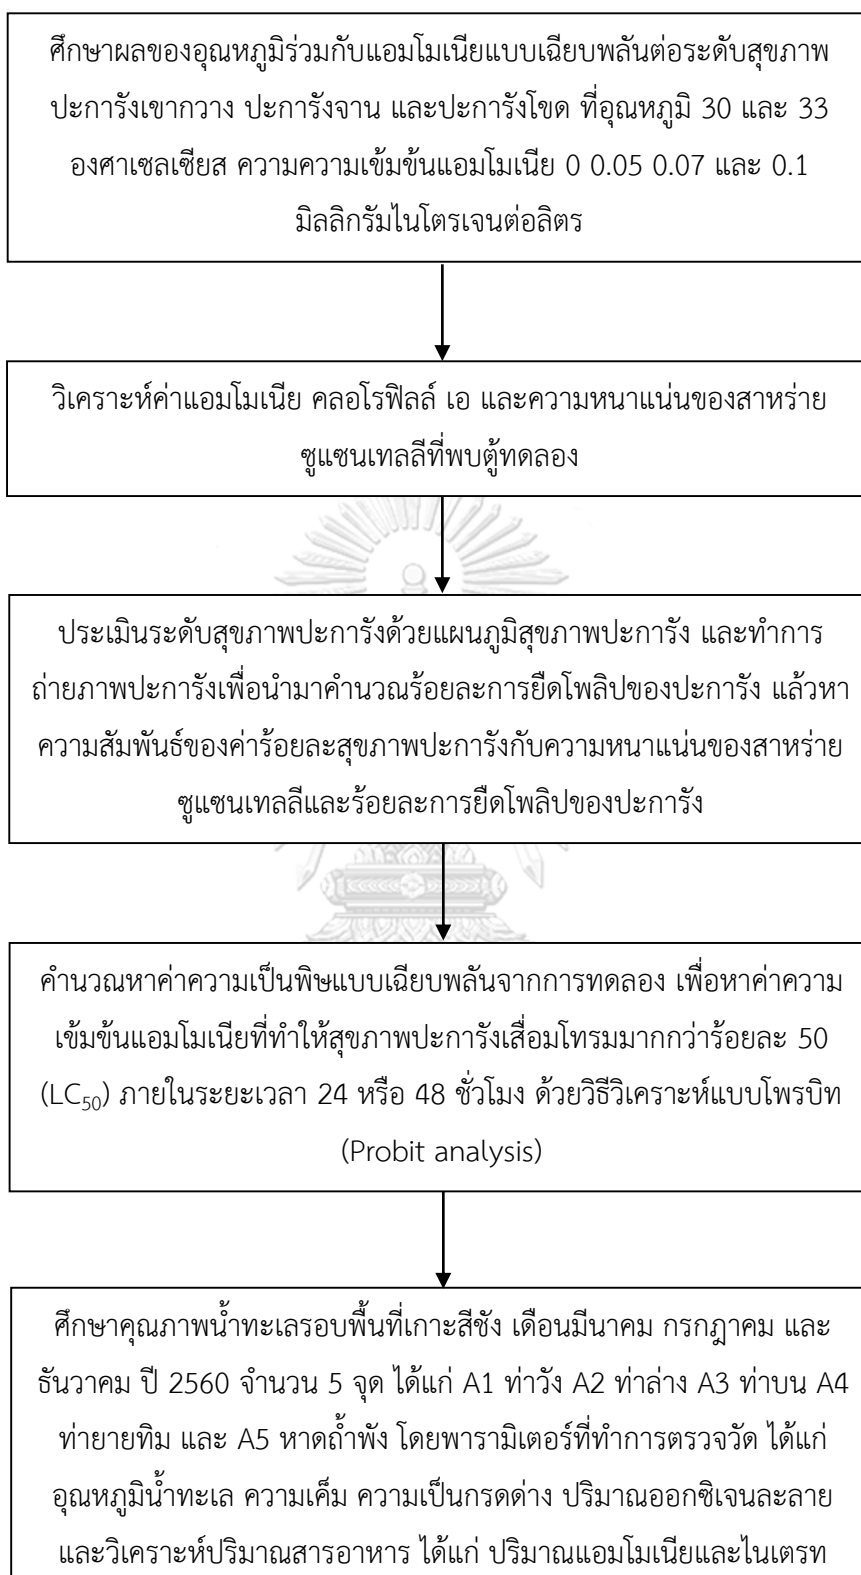 ศึกษาผลของอุณหภูมิร่วมกับแอมโมเนียแบบเฉียบพลันต่อระดับสุขภาพ
ปะการังเขากวาง ปะการังจาน และปะการังโขด ที่อุณหภูมิ 30 และ 33
องศาเซลเซียส ความความเข้มข้นแอมโมเนีย 0 0.05 0.07 และ 0.1
มิลลิกรัมไนโตรเจนต่อลิตร
วิเคราะห์ค่าแอมโมเนีย คลอโรฟิลล์ เอ และความหนาแน่นของสาหร่าย
ซูแซนเทลลีที่พบตู้ทดลอง
ประเมินระดับสุขภาพปะการังด้วยแผนภูมิสุขภาพปะการัง และทำการ
ถ่ายภาพปะการังเพื่อนำมาคำนวณร้อยละการยืดโพลิปของปะการัง แล้วหา
ความสัมพันธ์ของค่าร้อยละสุขภาพปะการังกับความหนาแน่นของสาหร่าย
ซูแซนเทลลีและร้อยละการยืดโพลิปของปะการัง
คำนวณหาค่าความเป็นพิษแบบเฉียบพลันจากการทดลอง เพื่อหาค่าความ
เข้มข้นแอมโมเนียที่ทำให้สุขภาพปะการังเสื่อมโทรมมากกว่าร้อยละ 50
(LC₅₀) ภายในระยะเวลา 24 หรือ 48 ชั่วโมง ด้วยวิธีวิเคราะห์แบบโพรบิท
(Probit analysis)
ศึกษาคุณภาพน้ำทะเลรอบพื้นที่เกาะสีชัง เดือนมีนาคม กรกฎาคม และ
ธันวาคม ปี 2560 จำนวน 5 จุด ได้แก่ A1 ท่าวัง A2 ท่าล่าง A3 ท่าบน A4
ท่ายายทิม และ A5 หาดถ้ำพัง โดยพารามิเตอร์ที่ทำการตรวจวัด ได้แก่
อุณหภูมิน้ำทะเล ความเค็ม ความเป็นกรดด่าง ปริมาณออกซิเจนละลาย
และวิเคราะห์ปริมาณสารอาหาร ได้แก่ ปริมาณแอมโมเนียและไนเตรท